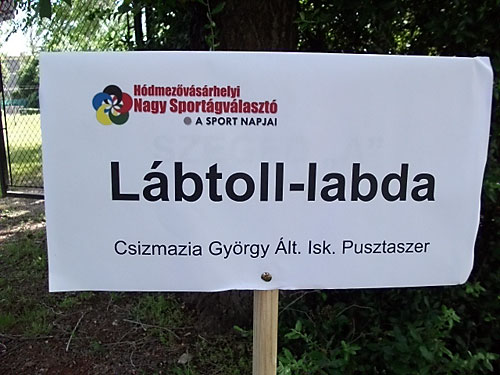 Hódmezővásárhelyi
Nagy Sportágválasztó
A SPORT NAPJAI
Lábtoll-labda
Csizmazia György Ált. Isk. Pusztaszer